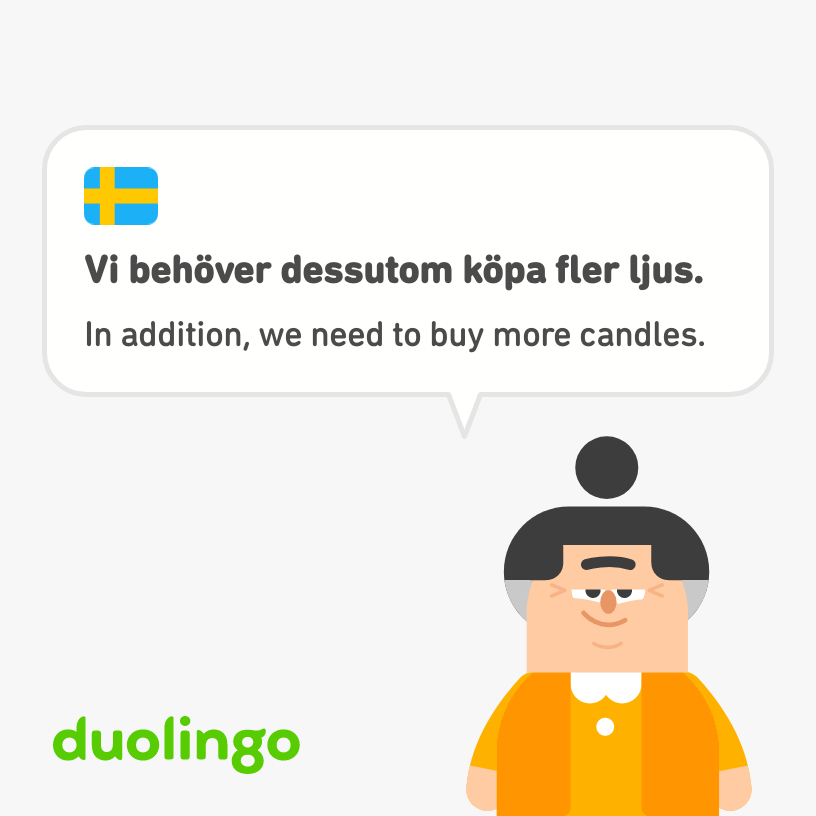 Vi behöver dessutom köpa fler ljus.
In addition, we need to buy more candles.
duolingo